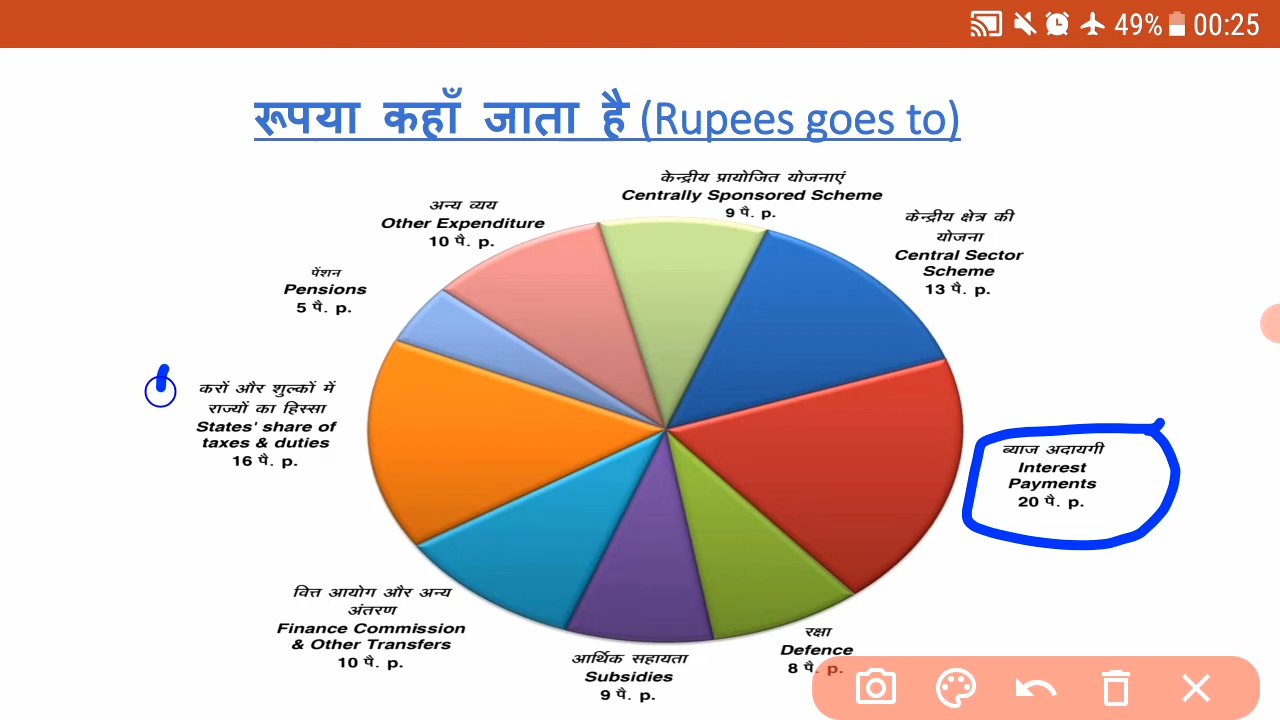 49% 00:25
रूपया कहाँ जाता है (Rupees goes to)
केन्द्रीय प्रायोजित योजनाएं
Centrally Sponsored Scheme
9 पै. p.
अन्य व्यय
Other Expenditure
10 पै. p.
केन्द्रीय क्षेत्र की
योजना
Central Sector
Scheme
13 पै. p.
पेंशन
Pensions
5 पै. p.
करों और शुल्कों में
राज्यों का हिस्सा
States' share of
taxes & duties
16 पै. p.
ब्याज अदायगी
Interest
Payments
20 पै. p.
वित्त आयोग और अन्य
अंतरण
Finance Commission
& Other Transfers
10 पै. p.
आर्थिक सहायता
Subsidies
9 पै. p.
रक्षा
Defence
8 पै. p.